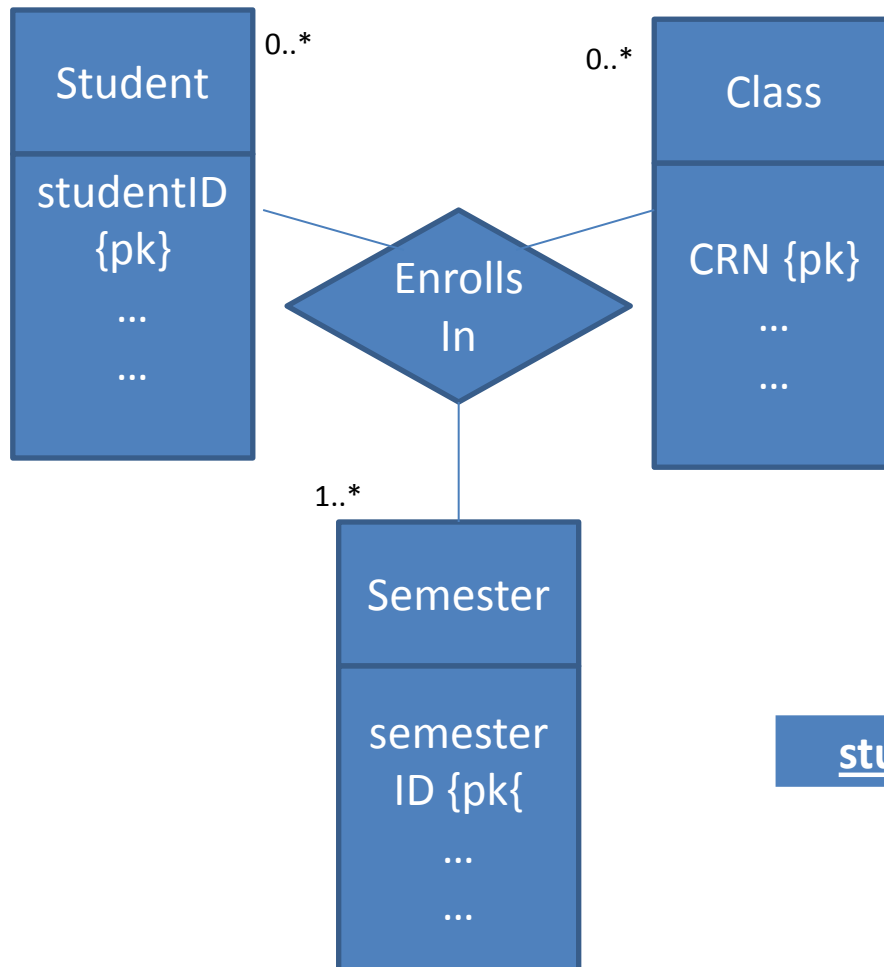 0..*
Student
studentID
{pk}
...
...
0..*
Class
CRN {pk}
...
...
Enrolls
In
1..*
Semester
semester
ID {pk{
...
...